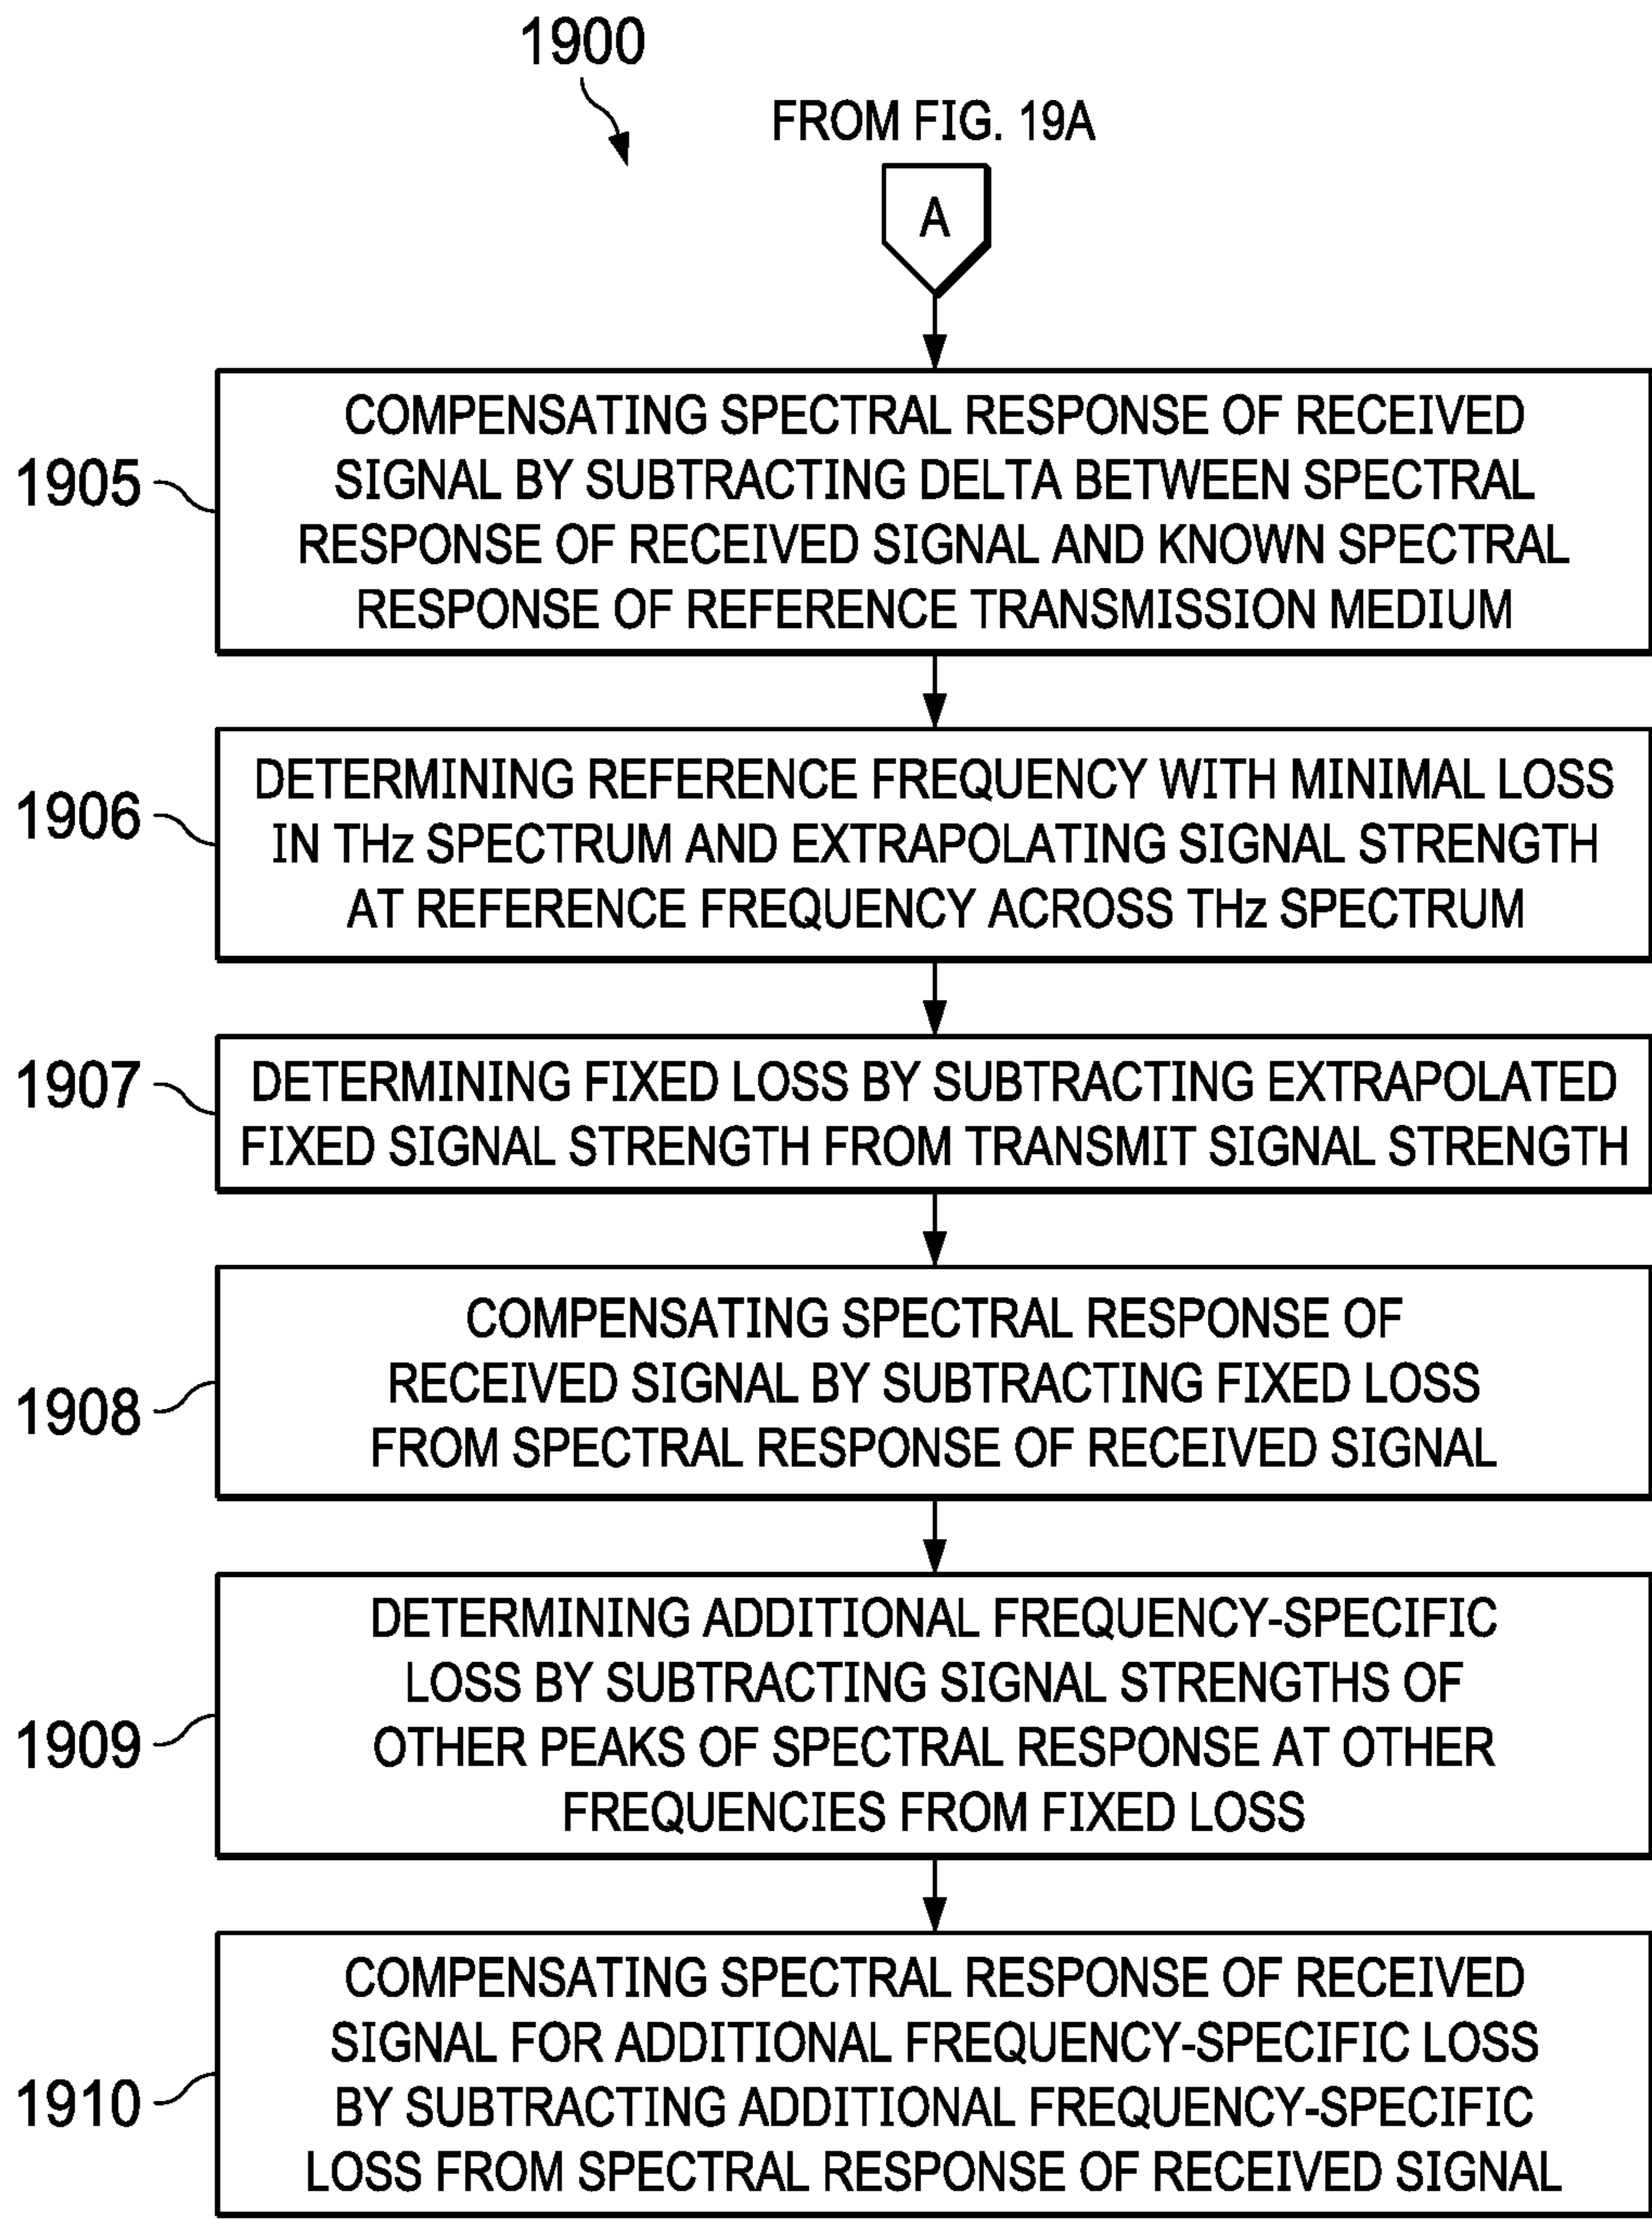 1900
FROM FIG. 19A
A
COMPENSATING SPECTRAL RESPONSE OF RECEIVED
SIGNAL BY SUBTRACTING DELTA BETWEEN SPECTRAL
RESPONSE OF RECEIVED SIGNAL AND KNOWN SPECTRAL
RESPONSE OF REFERENCE TRANSMISSION MEDIUM
1905
DETERMINING REFERENCE FREQUENCY WITH MINIMAL LOSS
IN THz SPECTRUM AND EXTRAPOLATING SIGNAL STRENGTH
AT REFERENCE FREQUENCY ACROSS THz SPECTRUM
1906
DETERMINING FIXED LOSS BY SUBTRACTING EXTRAPOLATED
FIXED SIGNAL STRENGTH FROM TRANSMIT SIGNAL STRENGTH
1907
COMPENSATING SPECTRAL RESPONSE OF
RECEIVED SIGNAL BY SUBTRACTING FIXED LOSS
FROM SPECTRAL RESPONSE OF RECEIVED SIGNAL
1908
DETERMINING ADDITIONAL FREQUENCY-SPECIFIC
LOSS BY SUBTRACTING SIGNAL STRENGTHS OF
OTHER PEAKS OF SPECTRAL RESPONSE AT OTHER
FREQUENCIES FROM FIXED LOSS
1909
COMPENSATING SPECTRAL RESPONSE OF RECEIVED
SIGNAL FOR ADDITIONAL FREQUENCY-SPECIFIC LOSS
BY SUBTRACTING ADDITIONAL FREQUENCY-SPECIFIC
LOSS FROM SPECTRAL RESPONSE OF RECEIVED SIGNAL
1910